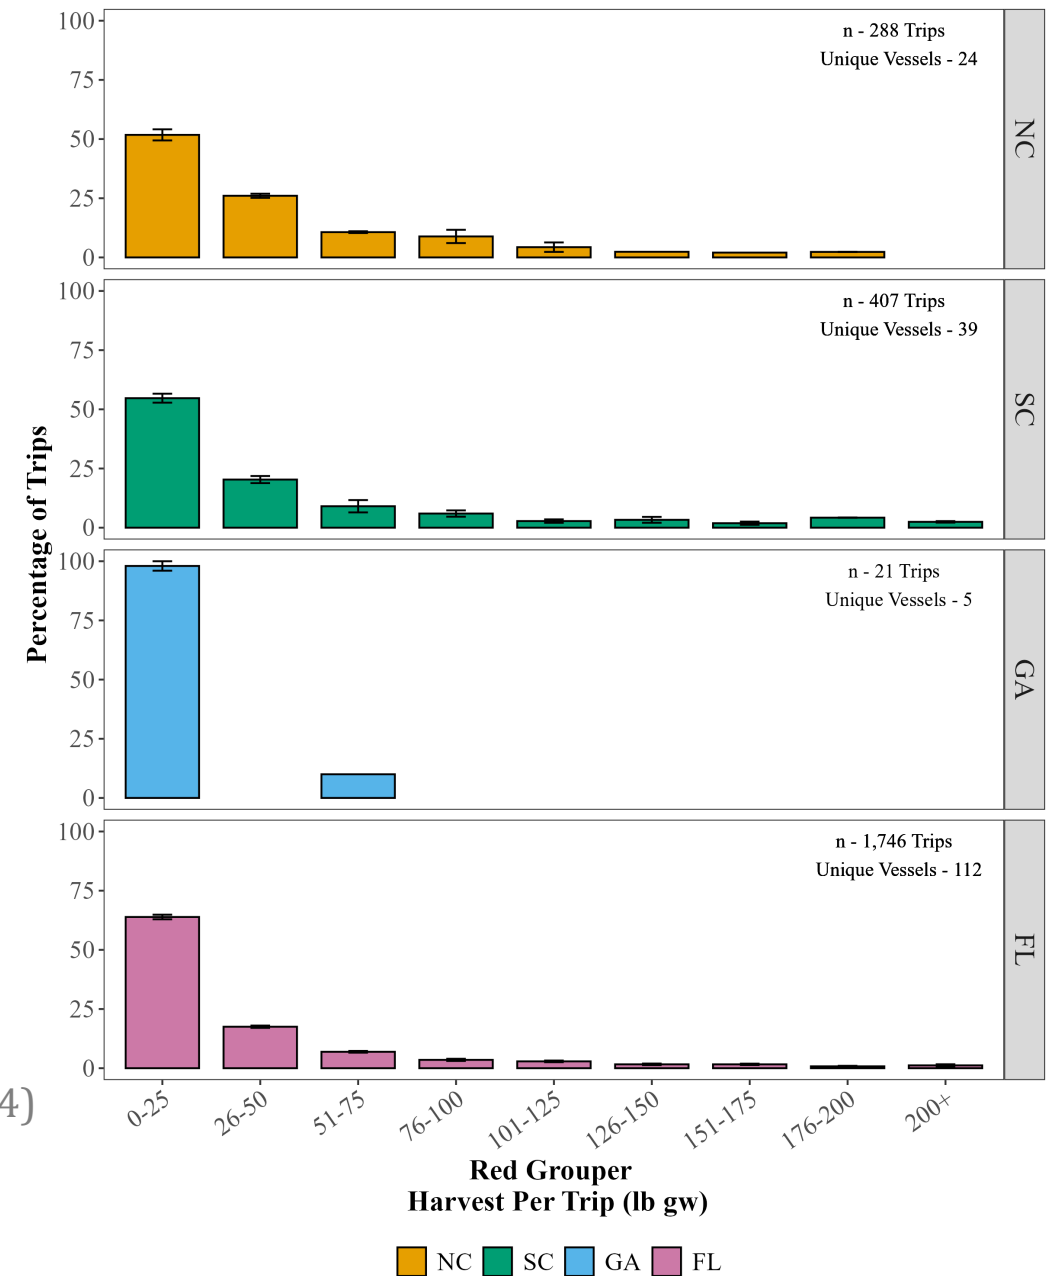 100
75
50
25
0
n - 288 Trips
Unique Vessels - 24
NC
100
75
50
25
0
n - 407 Trips
Unique Vessels - 39
SC
Percentage of Trips
100
75
50
25
0
n - 21 Trips
Unique Vessels - 5
GA
100
75
50
25
0
n - 1,746 Trips
Unique Vessels - 112
FL
4)
0-25
26-50
51-75
76-100
101-125
126-150
151-175
176-200
200+
Red Grouper
Harvest Per Trip (lb gw)
NC SC GA FL